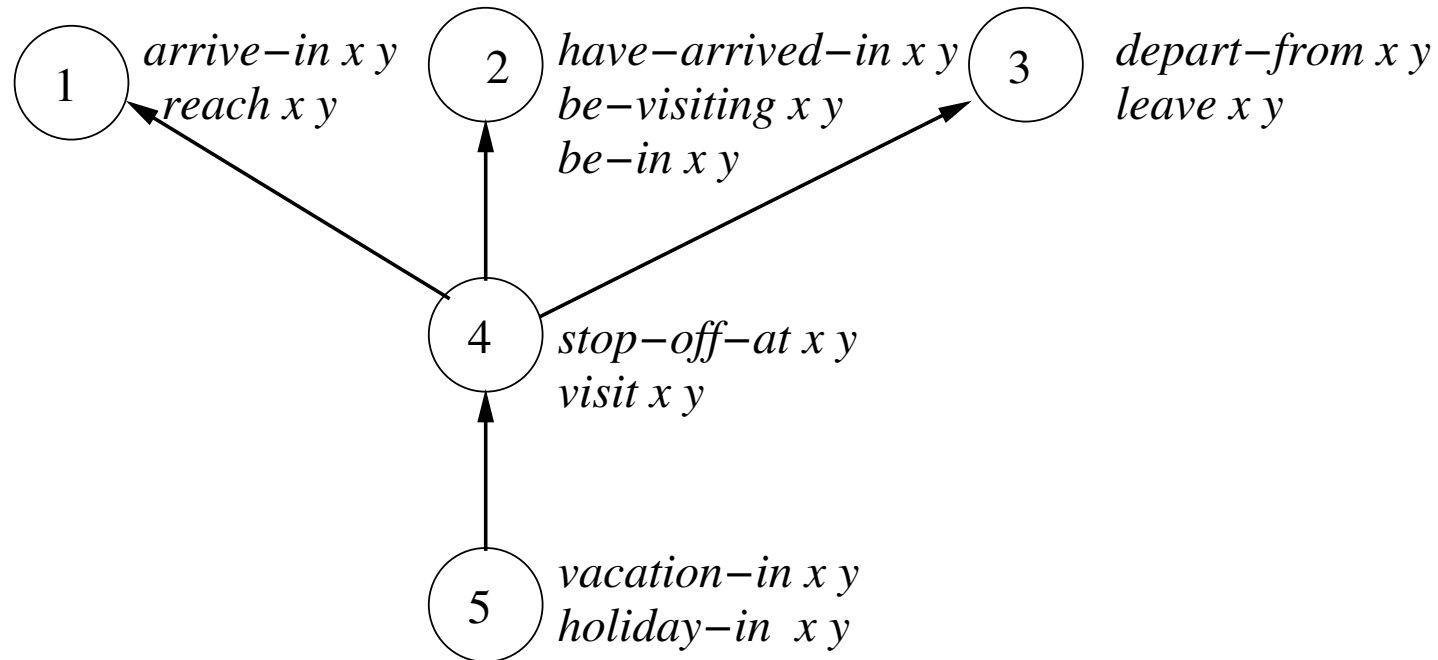 1
arrive−in x y
reach x y
2
have−arrived−in x y
be−visiting x y
be−in x y
3
depart−from x y
leave x y
4
stop−off−at x y
visit x y
5
vacation−in x y
holiday−in x y